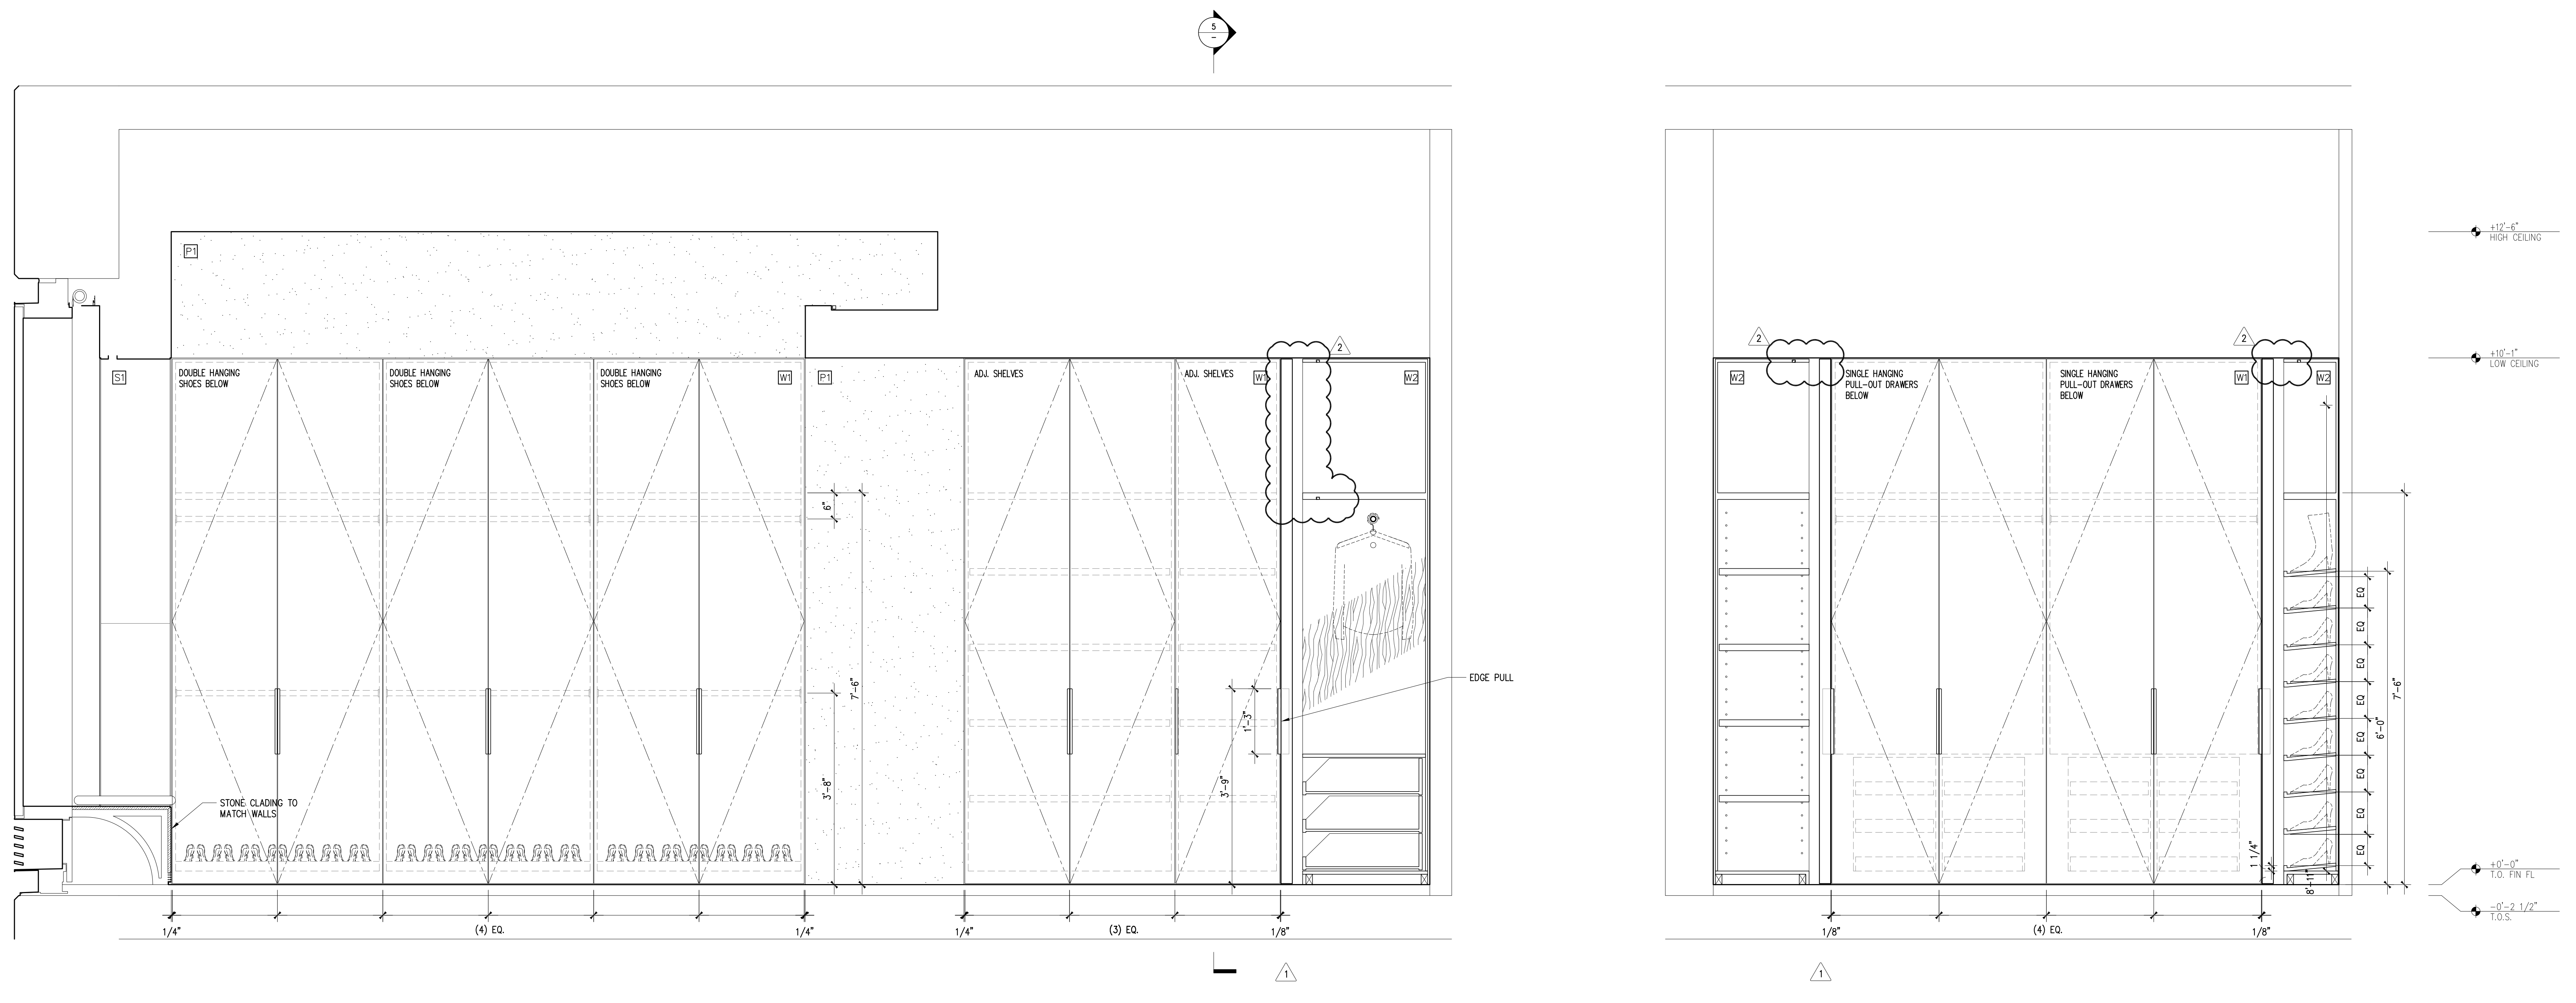 5
–
+12'-6"
HIGH CEILING
P1
2
2
2
+10'-1"
LOW CEILING
S1
DOUBLE HANGING
SHOES BELOW
DOUBLE HANGING
SHOES BELOW
DOUBLE HANGING
SHOES BELOW
W1
P1
ADJ. SHELVES
ADJ. SHELVES
W1
W2
W2
SINGLE HANGING
PULL-OUT DRAWERS
BELOW
SINGLE HANGING
PULL-OUT DRAWERS
BELOW
W1
W2
6"
7'-6"
3'-8"
1'-3"
3'-9"
EDGE PULL
STONE CLADING TO
MATCH WALLS
EQ
EQ
EQ
EQ
EQ
EQ
EQ
EQ
6'-0"
7'-6"
1 1/4"
8'-11"
+0'-0"
T.O. FIN FL
-0'-2 1/2"
T.O.S.
1/4"
(4) EQ.
1/4"
1/4"
(3) EQ.
1/8"
1/8"
(4) EQ.
1/8"
1
1